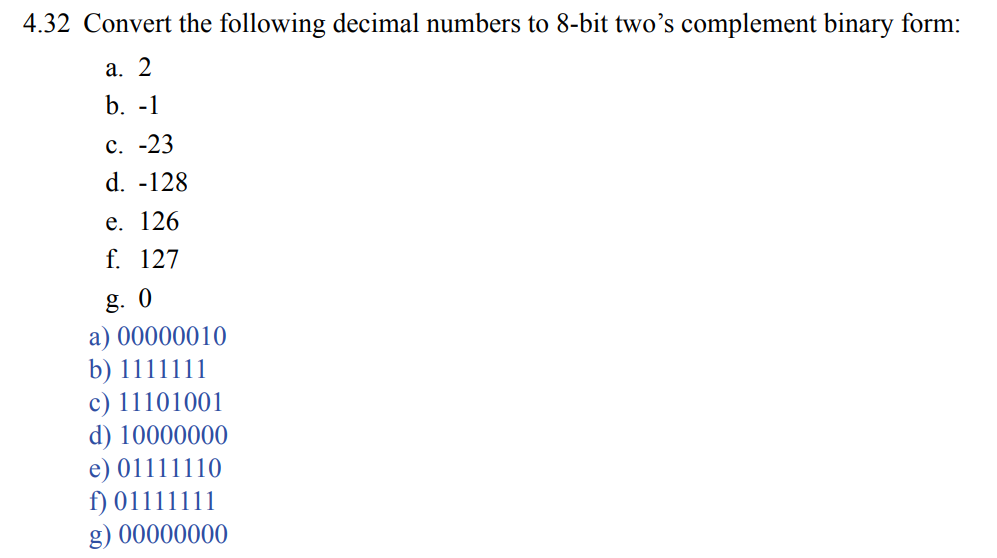 4.32 Convert the following decimal numbers to 8-bit two’s complement binary form:
a. 2
b. -1
c. -23
d. -128
e. 126
f. 127
g. 0
a) 00000010
b) 1111111
c) 11101001
d) 10000000
e) 01111110
f) 01111111
g) 00000000